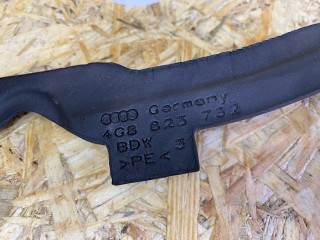 Germany
4G8 823 732
BDW
>PE< 3